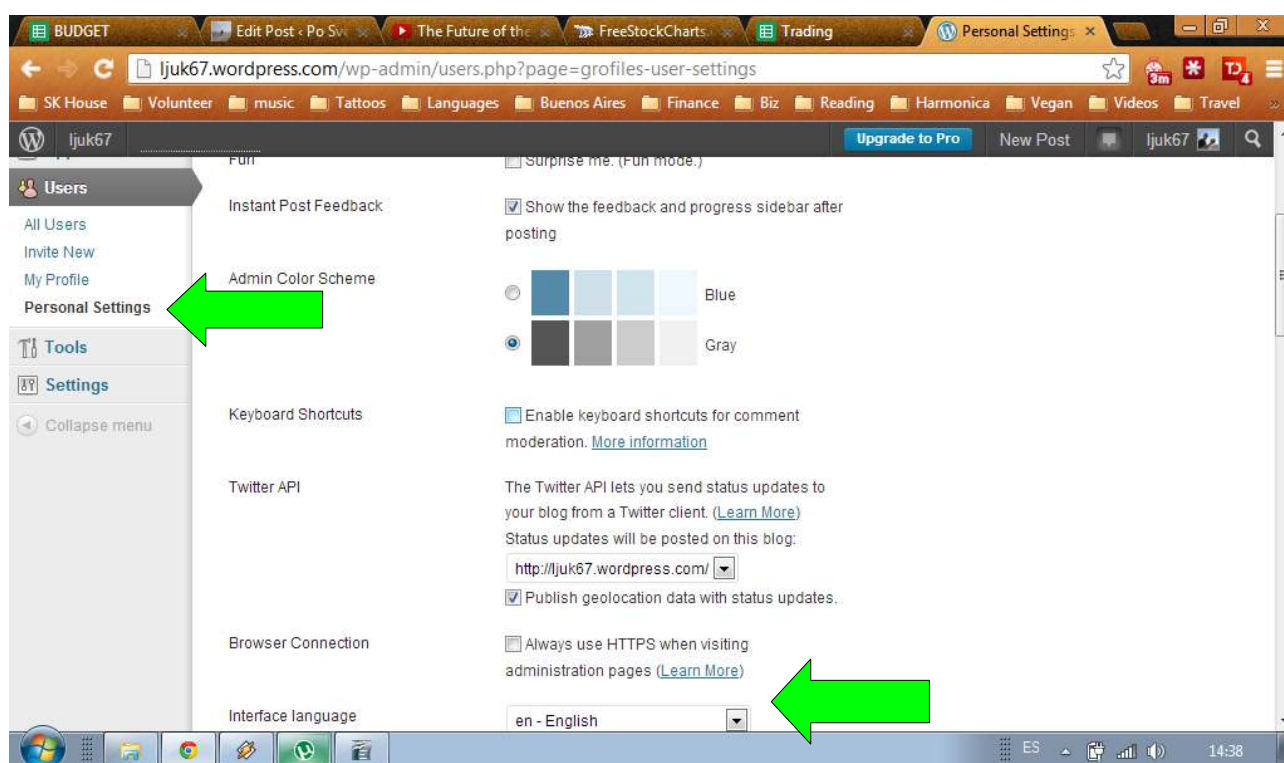 BUDGET
Edit Post ‹ Po Sv
The Future of the
FreeStockCharts.
Trading
Personal Settings
ljuk67.wordpress.com/wp-admin/users.php?page=grofiles-user-settings
3m
4
SK House Volunteer music Tattoos Languages Buenos Aires Finance Biz Reading Harmonica Vegan Videos Travel »
ljuk67
Upgrade to Pro New Post ljuk67
Fun Surprise me. (Fun mode.)
Users
All Users
Invite New
My Profile
Personal Settings
Tools
Settings
Collapse menu
Instant Post Feedback
Show the feedback and progress sidebar after
posting
Admin Color Scheme
Blue
Gray
Keyboard Shortcuts
Enable keyboard shortcuts for comment
moderation. More information
Twitter API
The Twitter API lets you send status updates to
your blog from a Twitter client. (Learn More)
Status updates will be posted on this blog:
http://ljuk67.wordpress.com/
Publish geolocation data with status updates.
Browser Connection
Always use HTTPS when visiting
administration pages (Learn More)
Interface language
en - English
ES 14:38